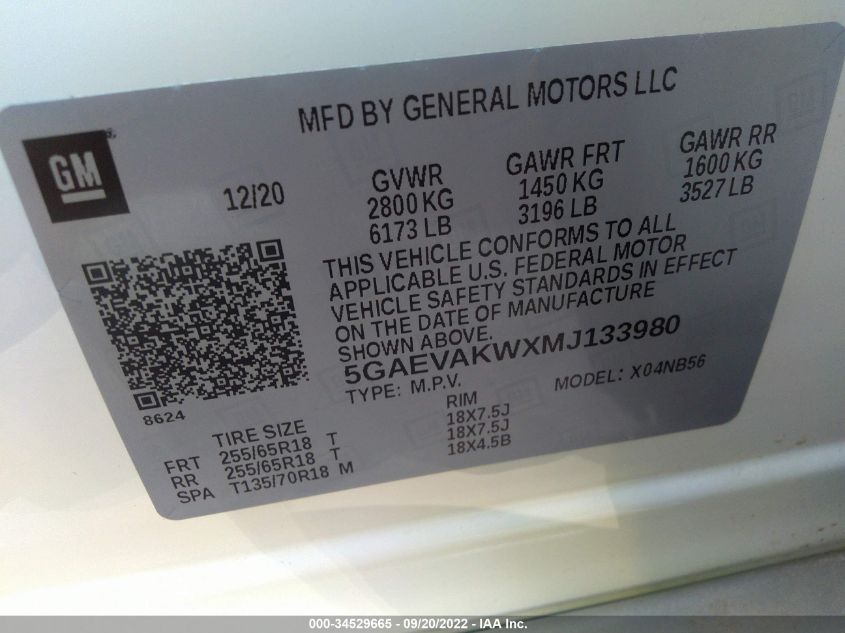 MFD BY GENERAL MOTORS LLC
GM
12/20
GVWR
2800 KG
6173 LB
GAWR FRT
1450 KG
3196 LB
GAWR RR
1600 KG
3527 LB
THIS VEHICLE CONFORMS TO ALL
APPLICABLE U.S. FEDERAL MOTOR
VEHICLE SAFETY STANDARDS IN EFFECT
ON THE DATE OF MANUFACTURE
SHOWN ABOVE.
5GAEVAKWXMJ133980
TYPE: M.P.V.
MODEL: X04NB56
8624
TIRE SIZE
RIM
FRT 255/65R18 T 18X7.5J
RR 255/65R18 T 18X7.5J
SPA T135/70R18 M 18X4.5B
000-34529665 - 09/20/2022 - IAA Inc.